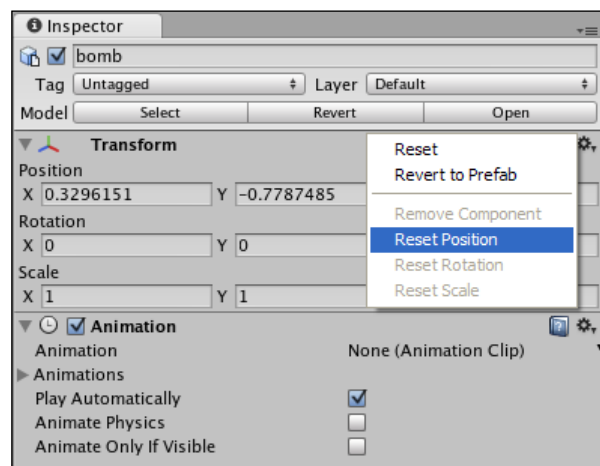 Inspector
bomb
Tag Untagged Layer Default
Model Select Revert Open
Transform
Position
X 0.3296151 Y -0.7787485
Rotation
X 0 Y 0
Scale
X 1 Y 1
Reset
Revert to Prefab
Remove Component
Reset Position
Reset Rotation
Reset Scale
Animation
Animation None (Animation Clip)
Animations
Play Automatically
Animate Physics
Animate Only If Visible